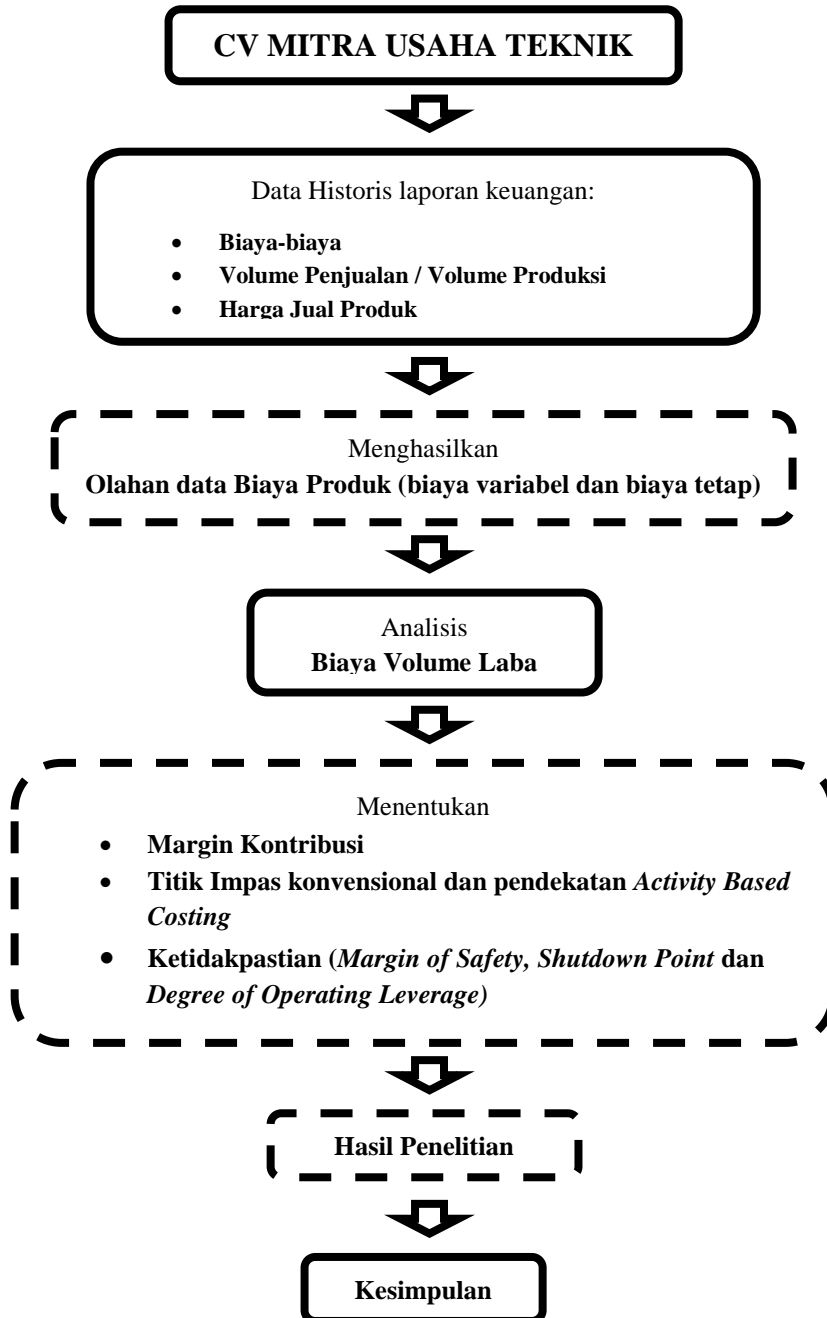 CV MITRA USAHA TEKNIK
Data Historis laporan keuangan:
• Biaya-biaya
• Volume Penjualan / Volume Produksi
• Harga Jual Produk
Menghasilkan
Olahan data Biaya Produk (biaya variabel dan biaya tetap)
Analisis
Biaya Volume Laba
Menentukan
• Margin Kontribusi
• Titik Impas konvensional dan pendekatan Activity Based
Costing
• Ketidakpastian (Margin of Safety, Shutdown Point dan
Degree of Operating Leverage)
Hasil Penelitian
Kesimpulan